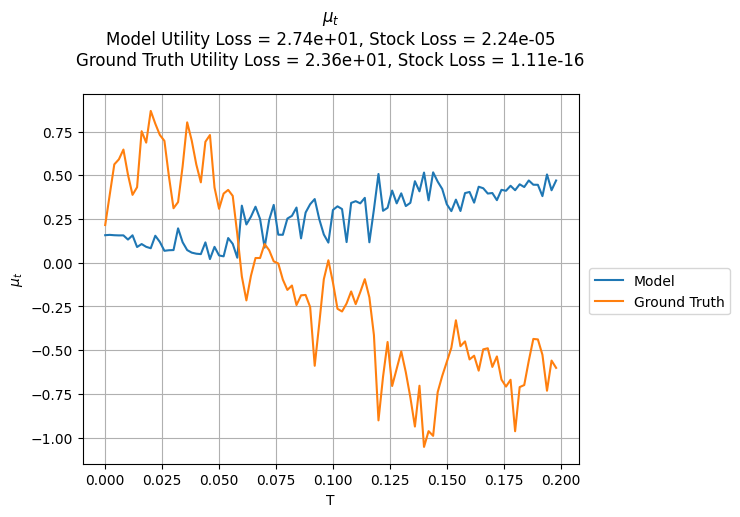 μ_t
Model Utility Loss = 2.74e+01, Stock Loss = 2.24e-05
Ground Truth Utility Loss = 2.36e+01, Stock Loss = 1.11e-16
0.75
0.50
0.25
0.00
−0.25
−0.50
−0.75
−1.00
μ_t
0.000 0.025 0.050 0.075 0.100 0.125 0.150 0.175 0.200
T
Model
Ground Truth